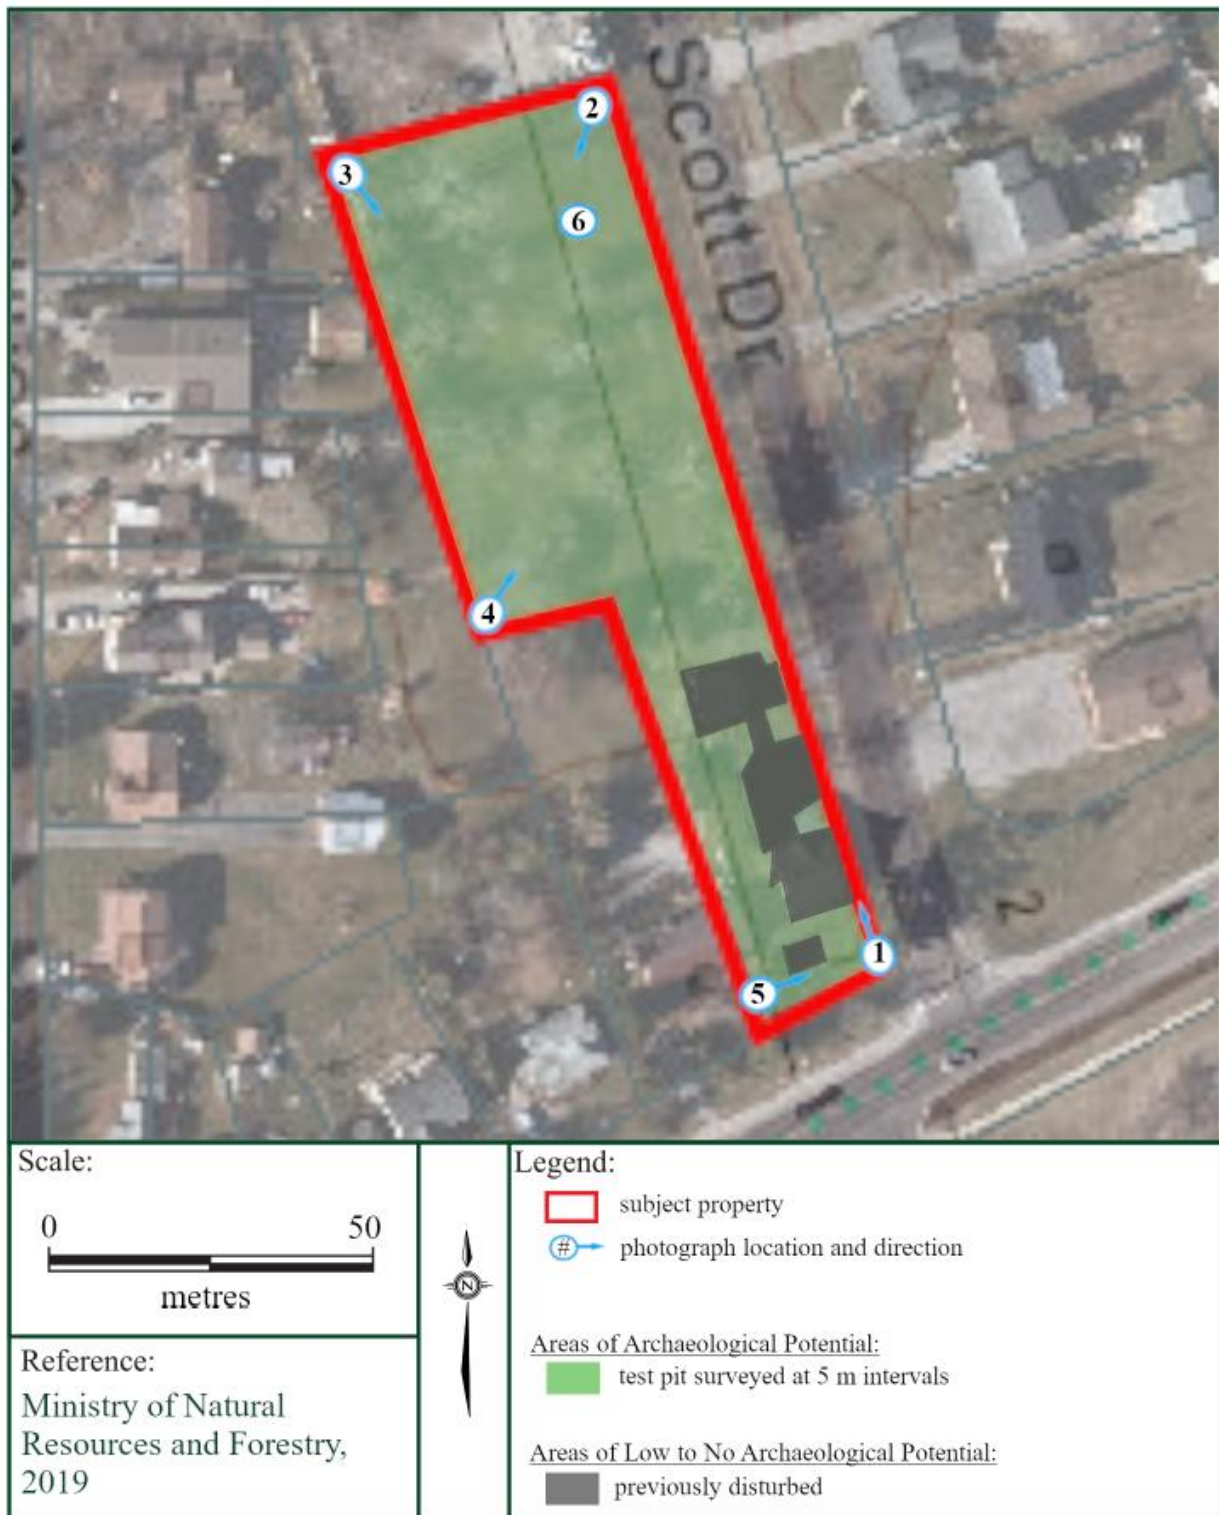 2
3
6
Scott Dr
4
2
1
5
Scale:
0 50
metres
Reference:
Ministry of Natural
Resources and Forestry,
2019
N
Legend:
subject property
# photograph location and direction
Areas of Archaeological Potential:
test pit surveyed at 5 m intervals
Areas of Low to No Archaeological Potential:
previously disturbed